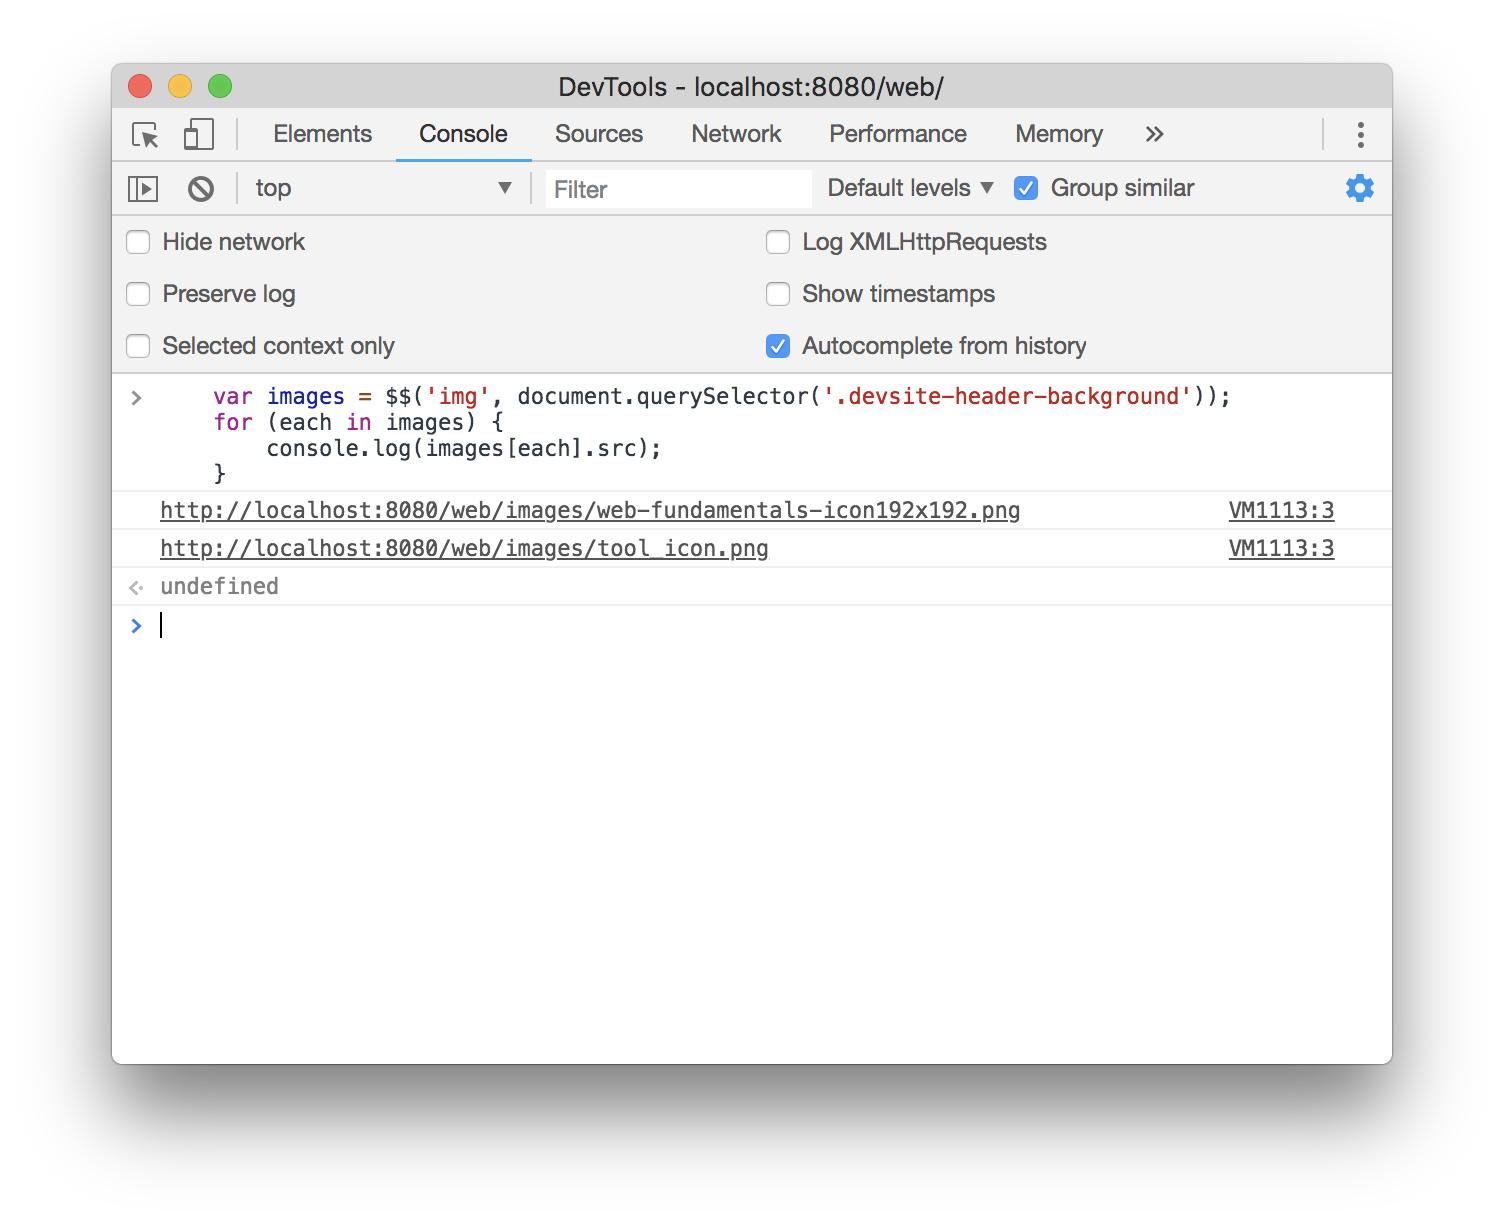 DevTools - localhost:8080/web/
Elements Console Sources Network Performance Memory »
top ▼ Filter Default levels ▼ Group similar
Hide network Log XMLHttpRequests
Preserve log Show timestamps
Selected context only Autocomplete from history
> var images = $$('img', document.querySelector('.devsite-header-background'));
for (each in images) {
console.log(images[each].src);
}
http://localhost:8080/web/images/web-fundamentals-icon192x192.png VM1113:3
http://localhost:8080/web/images/tool_icon.png VM1113:3
undefined
>